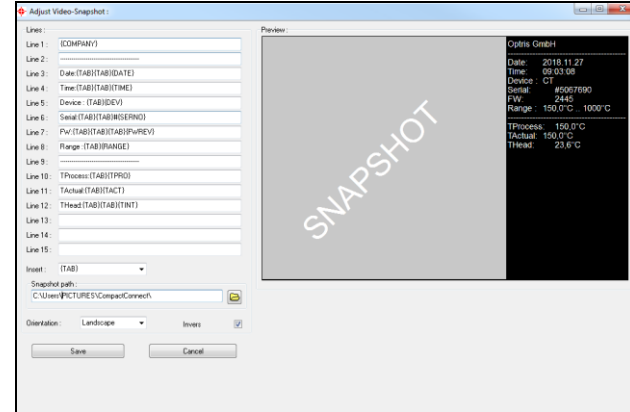 Adjust Video-Snapshot :
Lines :
Line 1 : {COMPANY}
Line 2 : ------------------------------
Line 3 : Date:{TAB}{TAB}{DATE}
Line 4 : Time:{TAB}{TAB}{TIME}
Line 5 : Device : {TAB}{DEV}
Line 6 : Serial:{TAB}{TAB}#{SERNO}
Line 7 : FW:{TAB}{TAB}{TAB}{FWREV}
Line 8 : Range :{TAB}{RANGE}
Line 9 : ------------------------------
Line 10 : TProcess:{TAB}{TPRO}
Line 11 : TActual:{TAB}{TACT}
Line 12 : THead:{TAB}{TAB}{TINT}
Line 13 :
Line 14 :
Line 15 :
Insert : {TAB}
Snapshot path :
C:\Users\PICTURES\CompactConnect\
Orientation : Landscape Invers
Save Cancel
Preview :
SNAPSHOT
Optris GmbH
------------------------------
Date: 2018.11.27
Time: 09:03:08
Device : CT
Serial: #5067690
FW: 2445
Range : 150,0°C .. 1000°C
------------------------------
TProcess: 150,0°C
TActual: 150,0°C
THead: 23,6°C